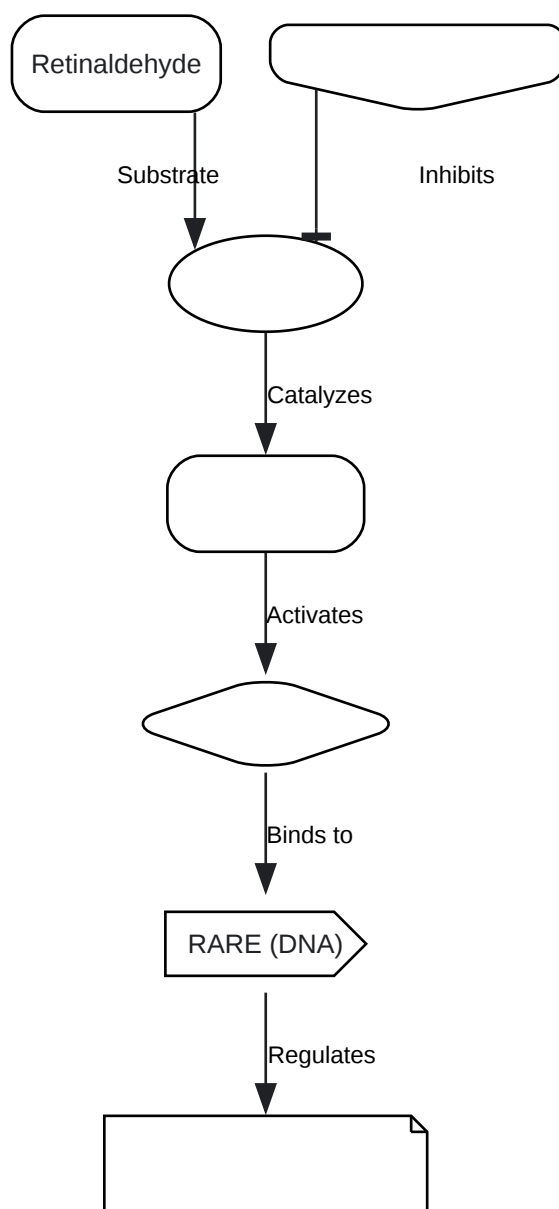 Retinaldehyde
Substrate
Inhibits
Catalyzes
Activates
Binds to
RARE (DNA)
Regulates